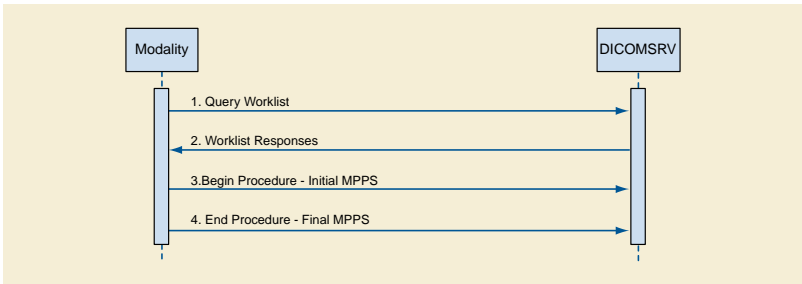 Modality
DICOMSRV
1. Query Worklist
2. Worklist Responses
3.Begin Procedure - Initial MPPS
4. End Procedure - Final MPPS